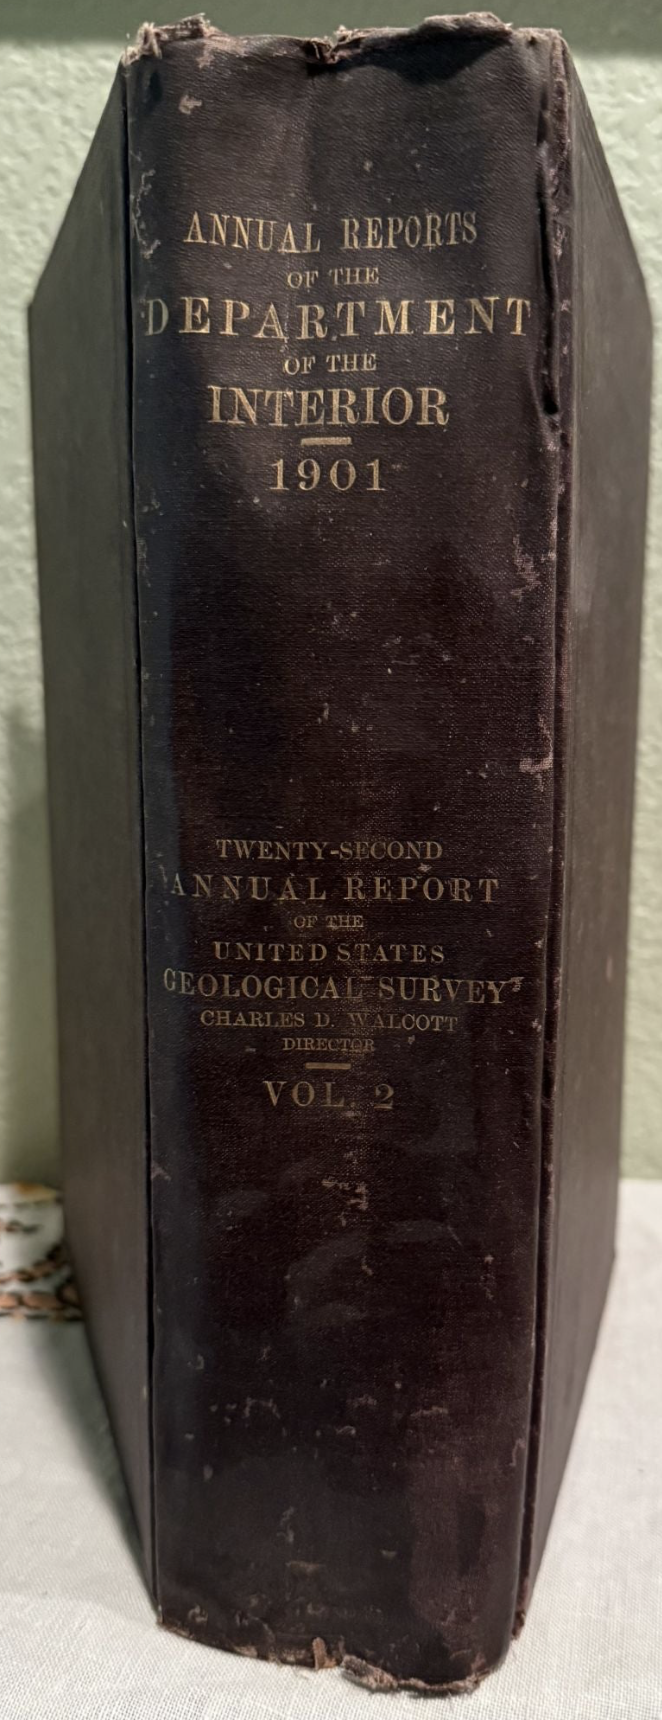 ANNUAL REPORTS
OF THE
DEPARTMENT
OF THE
INTERIOR
1901
TWENTY-SECOND
ANNUAL REPORT
OF THE
UNITED STATES
GEOLOGICAL SURVEY
CHARLES D. WALCOTT
DIRECTOR
VOL. 2